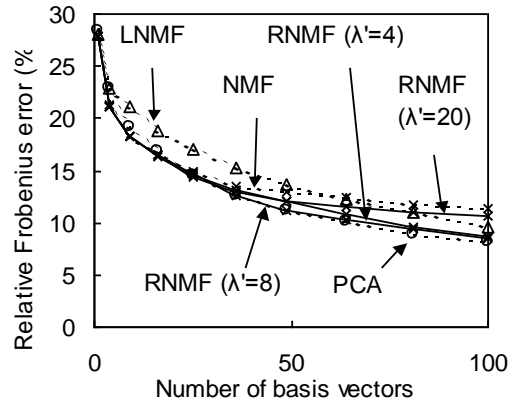 Relative Frobenius error (%
30
25
20
15
10
5
0
LNMF
NMF
RNMF (λ'=4)
RNMF
(λ'=20)
RNMF (λ'=8)
PCA
0
50
100
Number of basis vectors